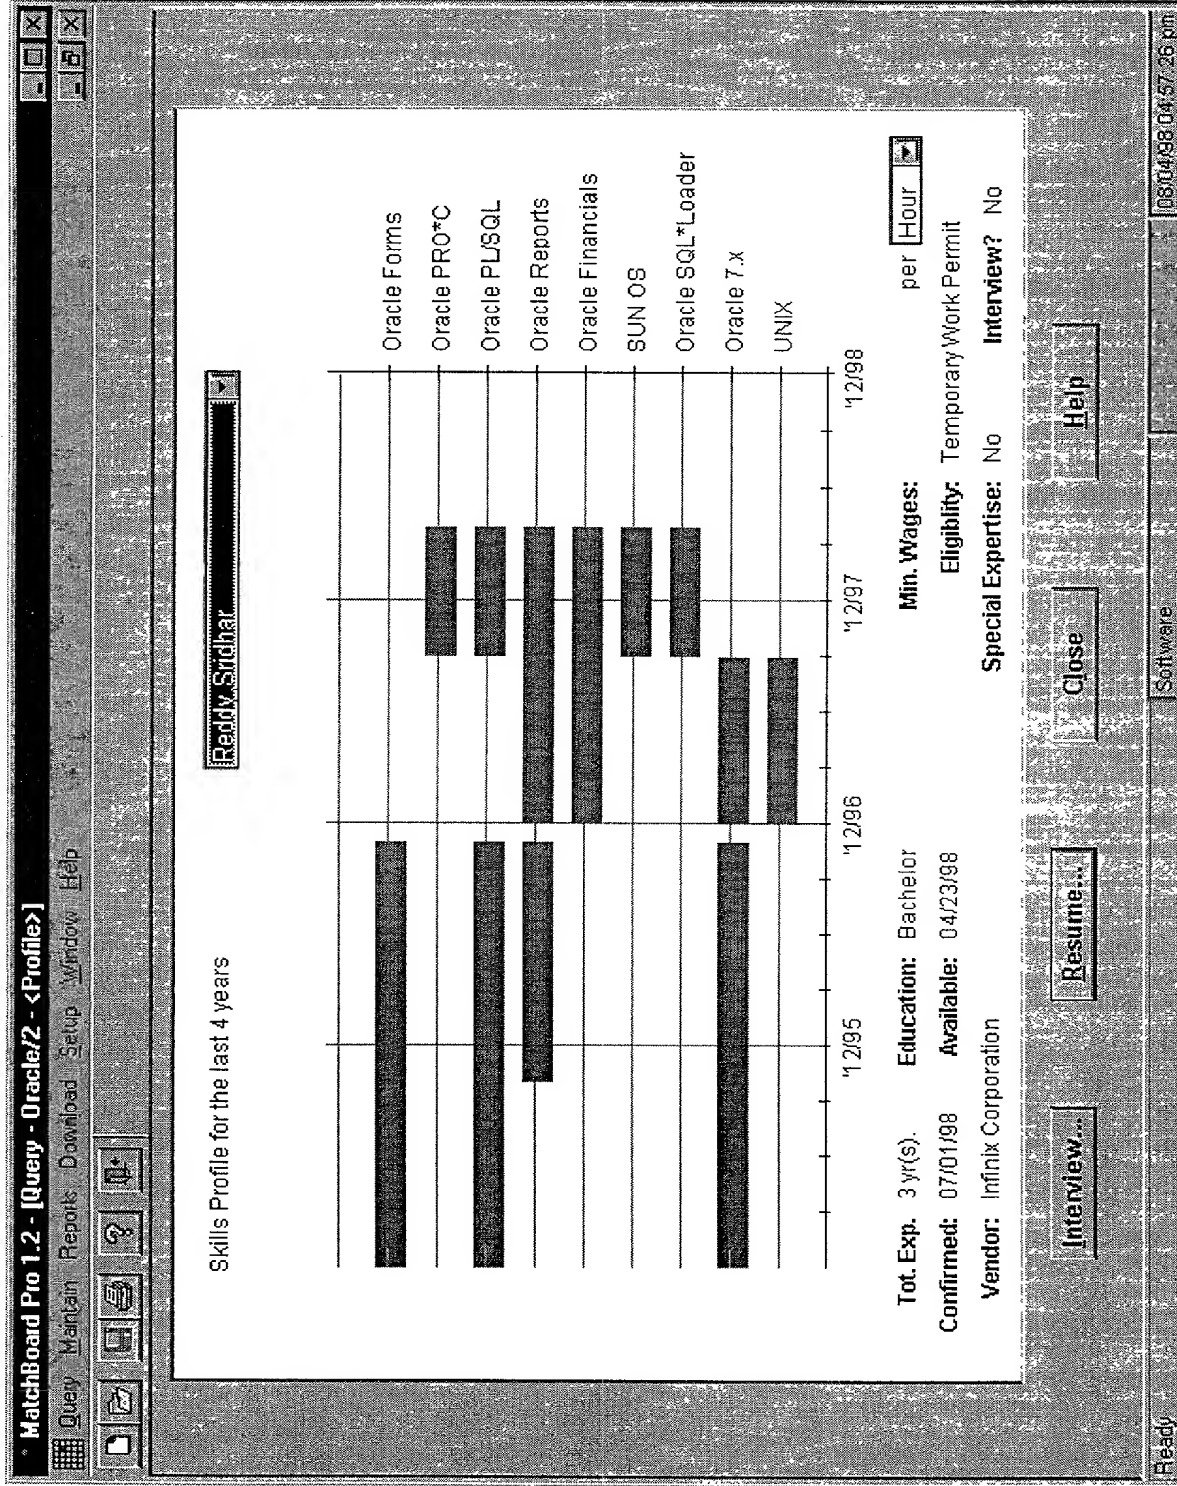 MatchBoard Pro 1.2 - [Query - Oracle/2 - <Profile>]
Query Maintain Reports Download Setup Window Help
Skills Profile for the last 4 years
Reddy, Sridhar
Oracle Forms
Oracle PRO*C
Oracle PL/SQL
Oracle Reports
Oracle Financials
SUN OS
Oracle SQL*Loader
Oracle 7.x
UNIX
'12/95 '12/96 '12/97 '12/98
Tot. Exp. 3 yr(s). Education: Bachelor Min. Wages: per Hour
Confirmed: 07/01/98 Available: 04/23/98 Eligiblity: Temporary Work Permit
Vendor: Infinix Corporation Special Expertise: No Interview? No
Interview... Resume... Close Help
Ready Software 08/04/98 04:57:26 pm